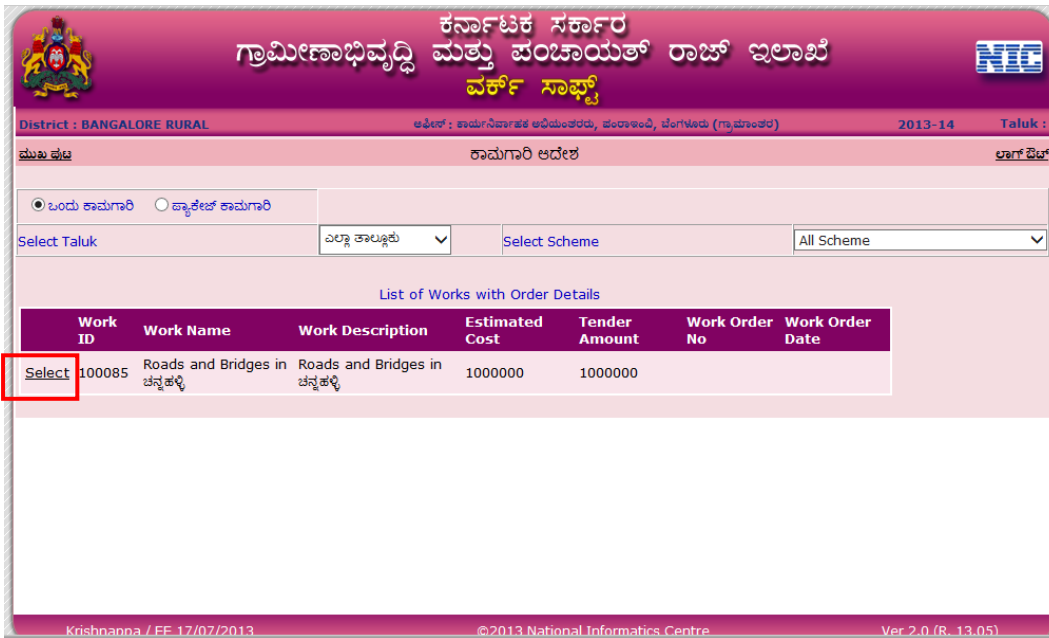 ಕರ್ನಾಟಕ ಸರ್ಕಾರ
ಗ್ರಾಮೀಣಾಭಿವೃದ್ಧಿ ಮತ್ತು ಪಂಚಾಯತ್ ರಾಜ್ ಇಲಾಖೆ
ವರ್ಕ್ ಸಾಫ್ಟ್
NIC
District : BANGALORE RURAL ಆಫೀಸ್ : ಕಾರ್ಯನಿರ್ವಾಹಕ ಅಭಿಯಂತರರು, ಪಂರಾಇಂವಿ, ಬೆಂಗಳೂರು (ಗ್ರಾಮಾಂತರ) 2013-14 Taluk :
ಮುಖ ಪುಟ ಕಾಮಗಾರಿ ಆದೇಶ ಲಾಗ್ ಔಟ್
ಒಂದು ಕಾಮಗಾರಿ ಪ್ಯಾಕೇಜ್ ಕಾಮಗಾರಿ
Select Taluk ಎಲ್ಲಾ ತಾಲ್ಲೂಕು Select Scheme All Scheme
List of Works with Order Details
Work ID Work Name Work Description Estimated Cost Tender Amount Work Order No Work Order Date
Select 100085 Roads and Bridges in ಚನ್ನಹಳ್ಳಿ Roads and Bridges in ಚನ್ನಹಳ್ಳಿ 1000000 1000000
Krishnappa / EE 17/07/2013 ©2013 National Informatics Centre Ver 2.0 (R. 13.05)